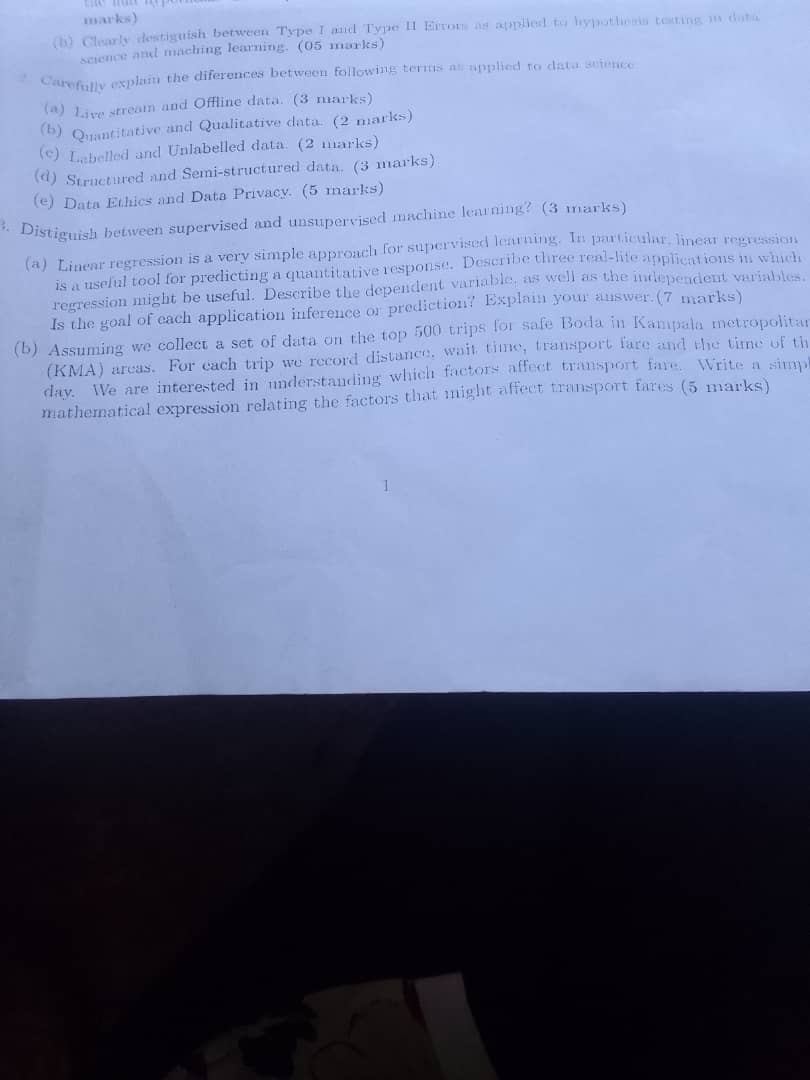 marks)
(b) Clearly destiguish between Type I and Type II Errors as applied to hypothesis testing in data
science and maching learning. (05 marks)
2. Carefully explain the diferences between following terms as applied to data science
(a) Live stream and Offline data. (3 marks)
(b) Quantitative and Qualitative data. (2 marks)
(c) Labelled and Unlabelled data. (2 marks)
(d) Structured and Semi-structured data. (3 marks)
(e) Data Ethics and Data Privacy. (5 marks)
3. Distiguish between supervised and unsupervised machine learning? (3 marks)
(a) Linear regression is a very simple approach for supervised learning. In particular, linear regression
is a useful tool for predicting a quantitative response. Describe three real-life applications in which
regression might be useful. Describe the dependent variable, as well as the independent variables.
Is the goal of each application inference or prediction? Explain your answer. (7 marks)
(b) Assuming we collect a set of data on the top 500 trips for safe Boda in Kampala metropolitan
(KMA) areas. For each trip we record distance, wait time, transport fare and the time of th
day. We are interested in understanding which factors affect transport fare. Write a simpl
mathematical expression relating the factors that might affect transport fares (5 marks)
1